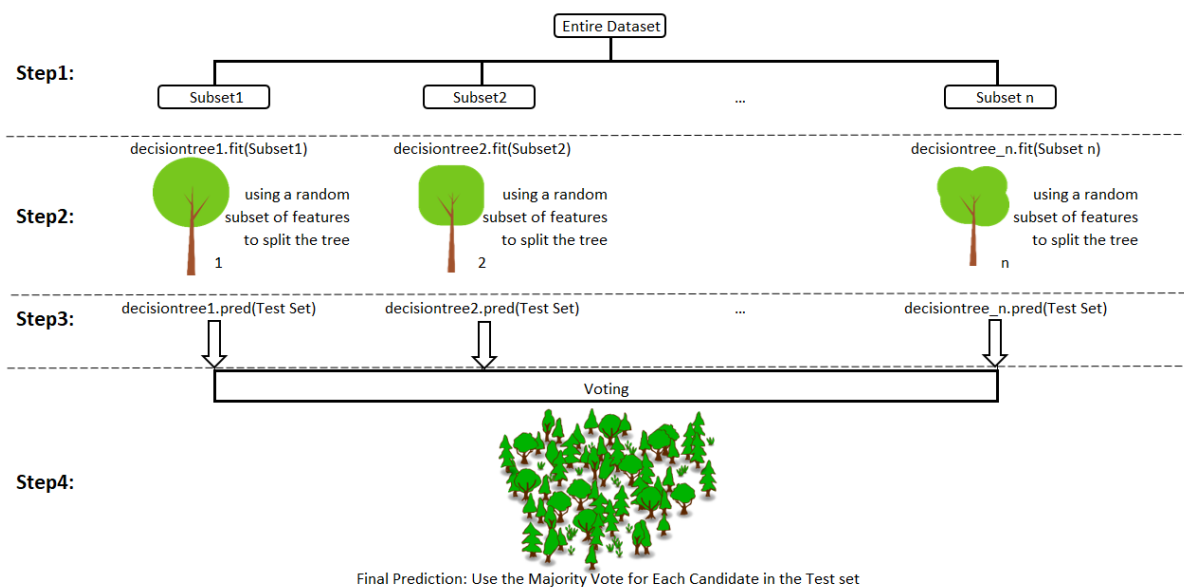 Entire Dataset
Step1:
Subset1
Subset2
...
Subset n
decisiontree1.fit(Subset1)
decisiontree2.fit(Subset2)
decisiontree_n.fit(Subset n)
Step2:
using a random
subset of features
to split the tree
1
using a random
subset of features
to split the tree
2
using a random
subset of features
to split the tree
n
Step3:
decisiontree1.pred(Test Set)
decisiontree2.pred(Test Set)
...
decisiontree_n.pred(Test Set)
Voting
Step4:
Final Prediction: Use the Majority Vote for Each Candidate in the Test set